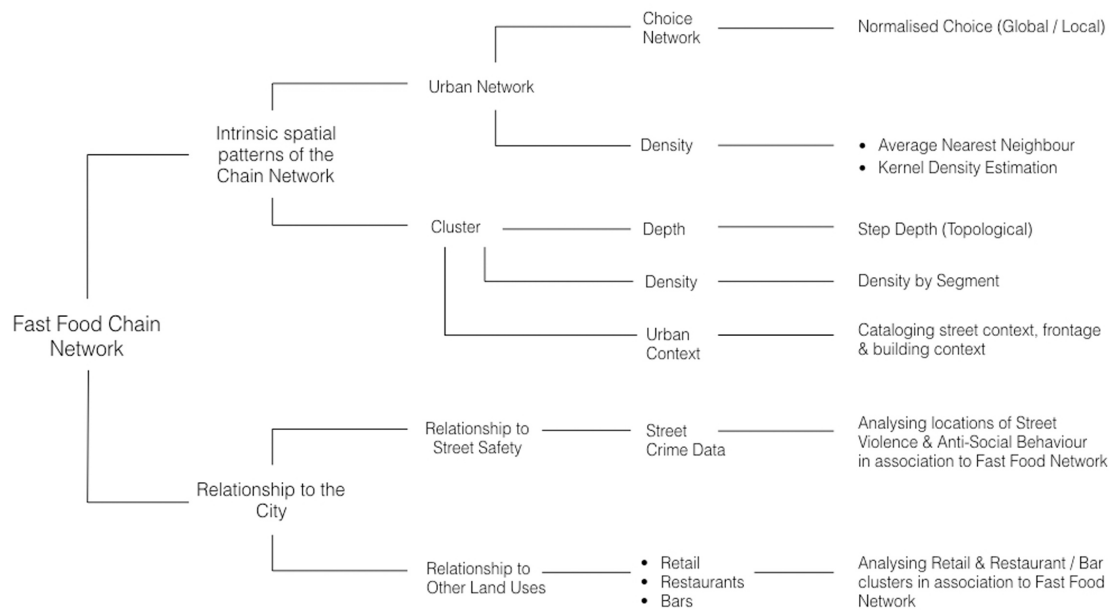 Choice
Network
Normalised Choice (Global / Local)
Urban Network
Intrinsic spatial
patterns of the
Chain Network
Density
• Average Nearest Neighbour
• Kernel Density Estimation
Cluster
Depth
Step Depth (Topological)
Density
Density by Segment
Fast Food Chain
Network
Urban
Context
Cataloging street context, frontage
& building context
Relationship to
Street Safety
Street
Crime Data
Analysing locations of Street
Violence & Anti-Social Behaviour
in association to Fast Food Network
Relationship to the
City
Relationship to
Other Land Uses
• Retail
• Restaurants
• Bars
Analysing Retail & Restaurant / Bar
clusters in association to Fast Food
Network